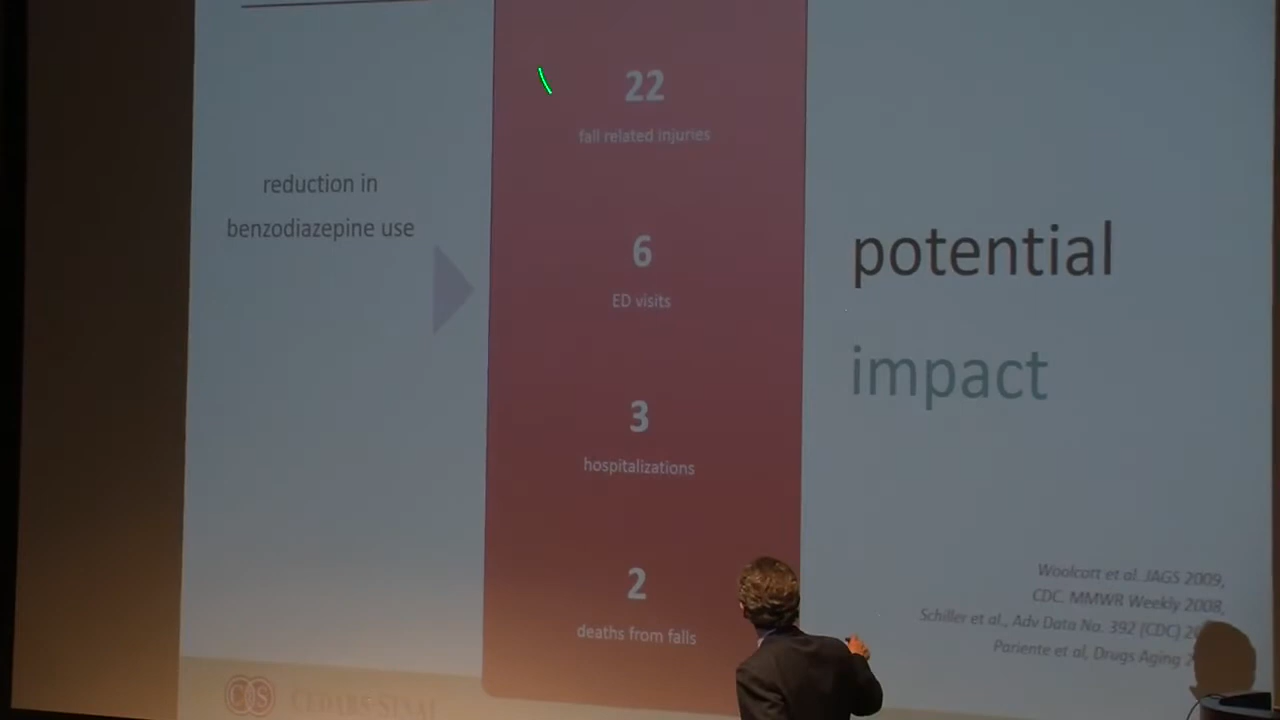 reduction in
benzodiazepine use
22
fall related injuries
6
ED visits
3
hospitalizations
2
deaths from falls
potential
impact
Woolcott et al. JAGS 2009,
CDC. MMWR Weekly 2008,
Schiller et al., Adv Data No. 392 (CDC)
Pariente et al, Drugs Aging
CEDARS-SINAI